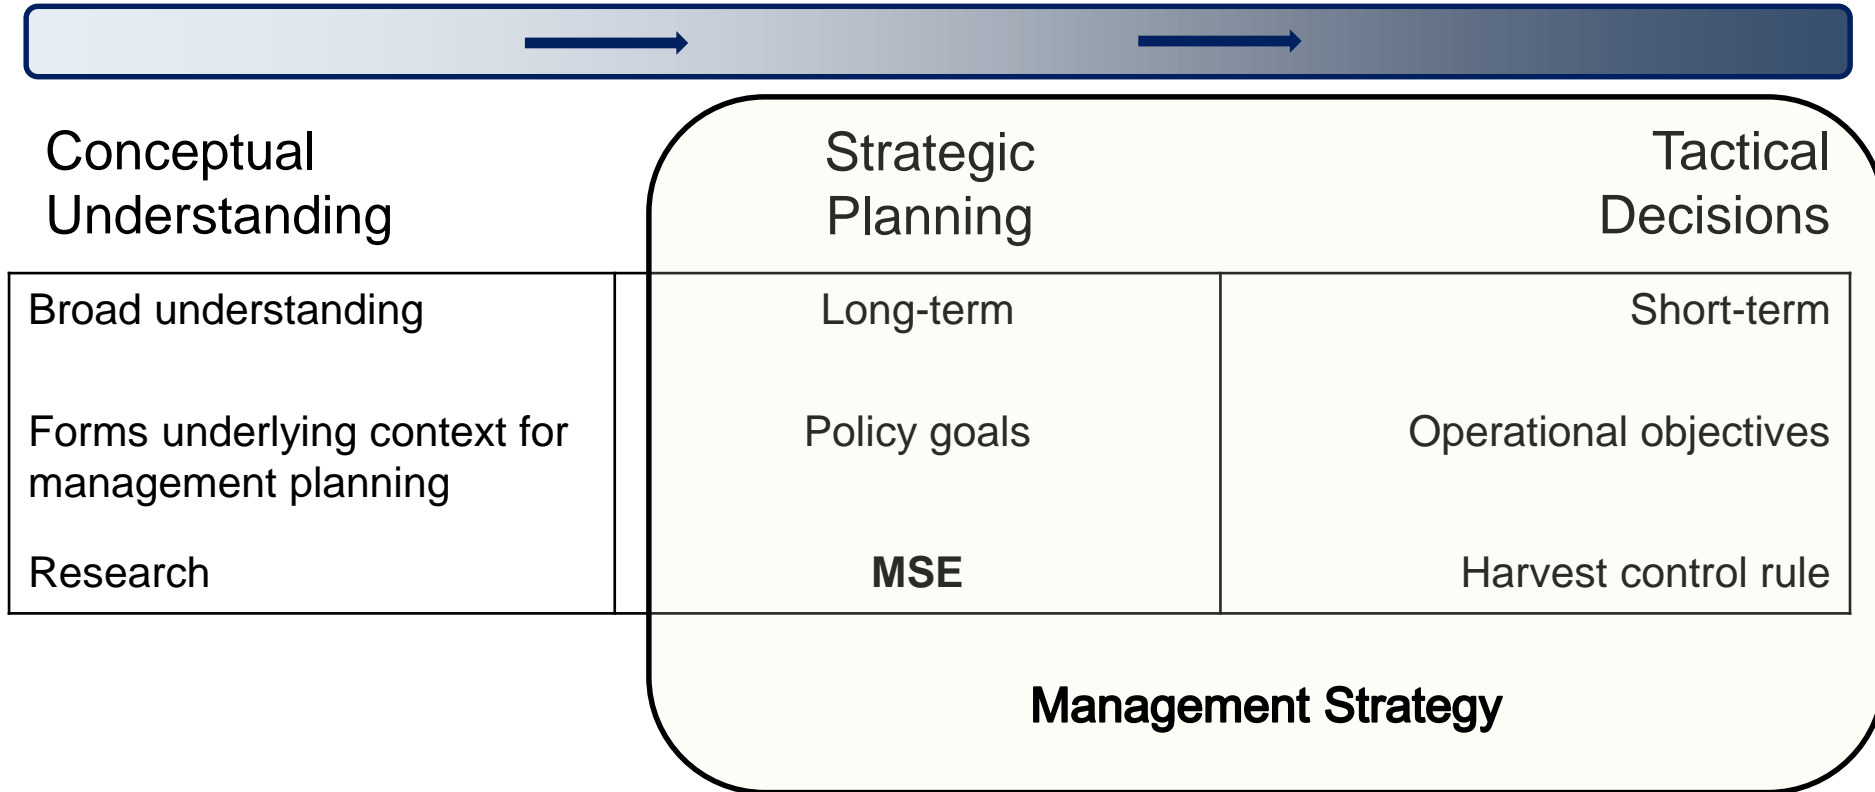 Conceptual
Understanding
Strategic
Planning
Tactical
Decisions
Broad understanding
Long-term
Short-term
Forms underlying context for
management planning
Policy goals
Operational objectives
Research
MSE
Harvest control rule
Management Strategy